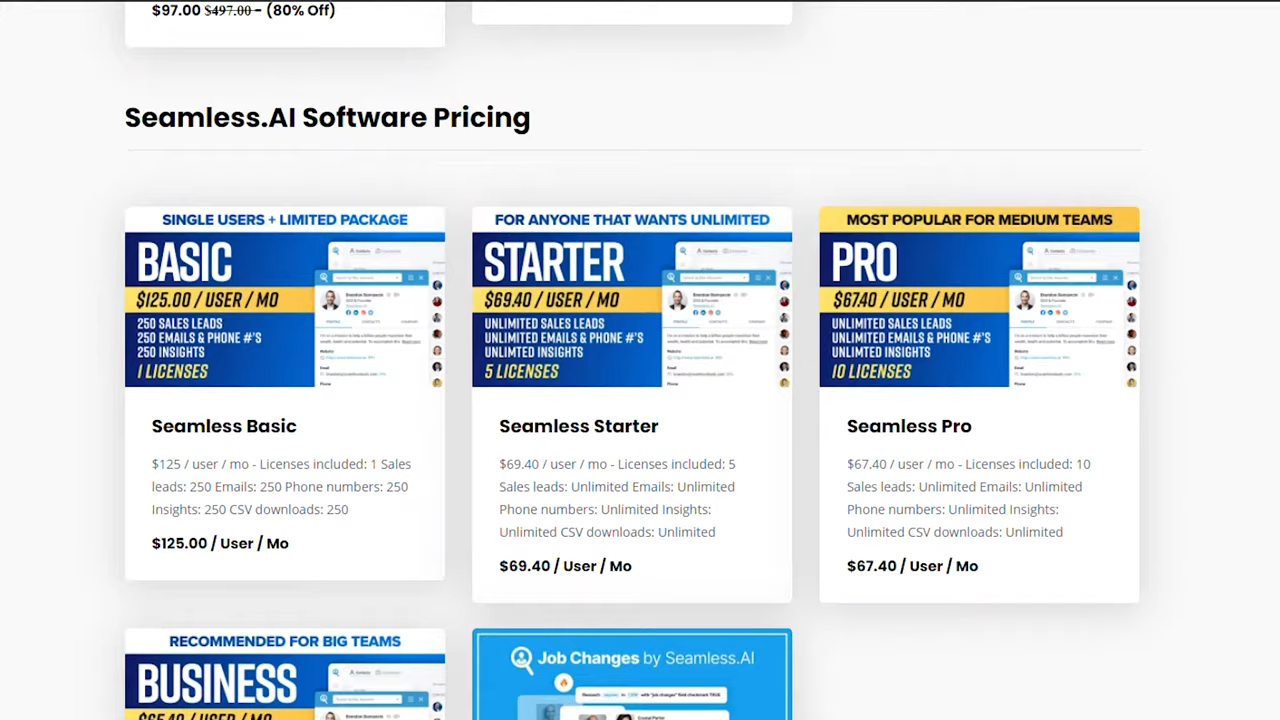 $97.00 $497.00 - (80% Off)
Seamless.AI Software Pricing
SINGLE USERS + LIMITED PACKAGE
BASIC
$125.00 / USER / MO
250 SALES LEADS
250 EMAILS & PHONE #'S
250 INSIGHTS
1 LICENSES
Seamless Basic
$125 / user / mo - Licenses included: 1 Sales
leads: 250 Emails: 250 Phone numbers: 250
Insights: 250 CSV downloads: 250
$125.00 / User / Mo
FOR ANYONE THAT WANTS UNLIMITED
STARTER
$69.40 / USER / MO
UNLIMITED SALES LEADS
UNLIMITED EMAILS & PHONE #'S
UNLIMTED INSIGHTS
5 LICENSES
Seamless Starter
$69.40 / user / mo - Licenses included: 5
Sales leads: Unlimited Emails: Unlimited
Phone numbers: Unlimited Insights:
Unlimited CSV downloads: Unlimited
$69.40 / User / Mo
MOST POPULAR FOR MEDIUM TEAMS
PRO
$67.40 / USER / MO
UNLIMITED SALES LEADS
UNLIMITED EMAILS & PHONE #'S
UNLIMTED INSIGHTS
10 LICENSES
Seamless Pro
$67.40 / user / mo - Licenses included: 10
Sales leads: Unlimited Emails: Unlimited
Phone numbers: Unlimited Insights:
Unlimited CSV downloads: Unlimited
$67.40 / User / Mo
RECOMMENDED FOR BIG TEAMS
BUSINESS
$65.40 / USER / MO
Job Changes by Seamless.AI